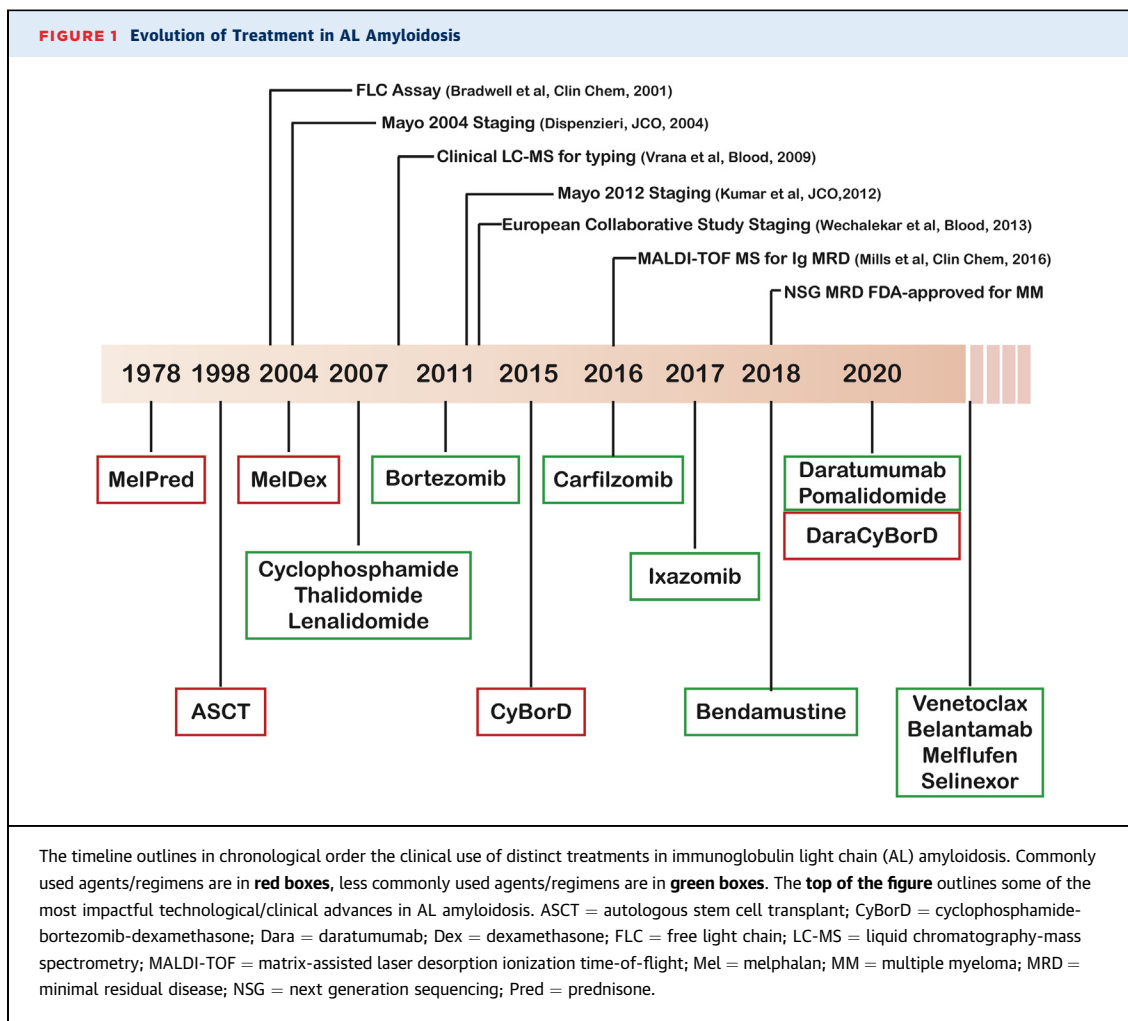 FIGURE 1 Evolution of Treatment in AL Amyloidosis
FLC Assay (Bradwell et al, Clin Chem, 2001)
Mayo 2004 Staging (Dispenzieri, JCO, 2004)
Clinical LC-MS for typing (Vrana et al, Blood, 2009)
Mayo 2012 Staging (Kumar et al, JCO,2012)
European Collaborative Study Staging (Wechalekar et al, Blood, 2013)
MALDI-TOF MS for Ig MRD (Mills et al, Clin Chem, 2016)
NSG MRD FDA-approved for MM
1978 1998 2004 2007 2011 2015 2016 2017 2018 2020
MelPred
MelDex
Bortezomib
Carfilzomib
Daratumumab
Pomalidomide
DaraCyBorD
Cyclophosphamide
Thalidomide
Lenalidomide
Ixazomib
ASCT
CyBorD
Bendamustine
Venetoclax
Belantamab
Melflufen
Selinexor
The timeline outlines in chronological order the clinical use of distinct treatments in immunoglobulin light chain (AL) amyloidosis. Commonly
used agents/regimens are in red boxes, less commonly used agents/regimens are in green boxes. The top of the figure outlines some of the
most impactful technological/clinical advances in AL amyloidosis. ASCT = autologous stem cell transplant; CyBorD = cyclophosphamide-
bortezomib-dexamethasone; Dara = daratumumab; Dex = dexamethasone; FLC = free light chain; LC-MS = liquid chromatography-mass
spectrometry; MALDI-TOF = matrix-assisted laser desorption ionization time-of-flight; Mel = melphalan; MM = multiple myeloma; MRD =
minimal residual disease; NSG = next generation sequencing; Pred = prednisone.